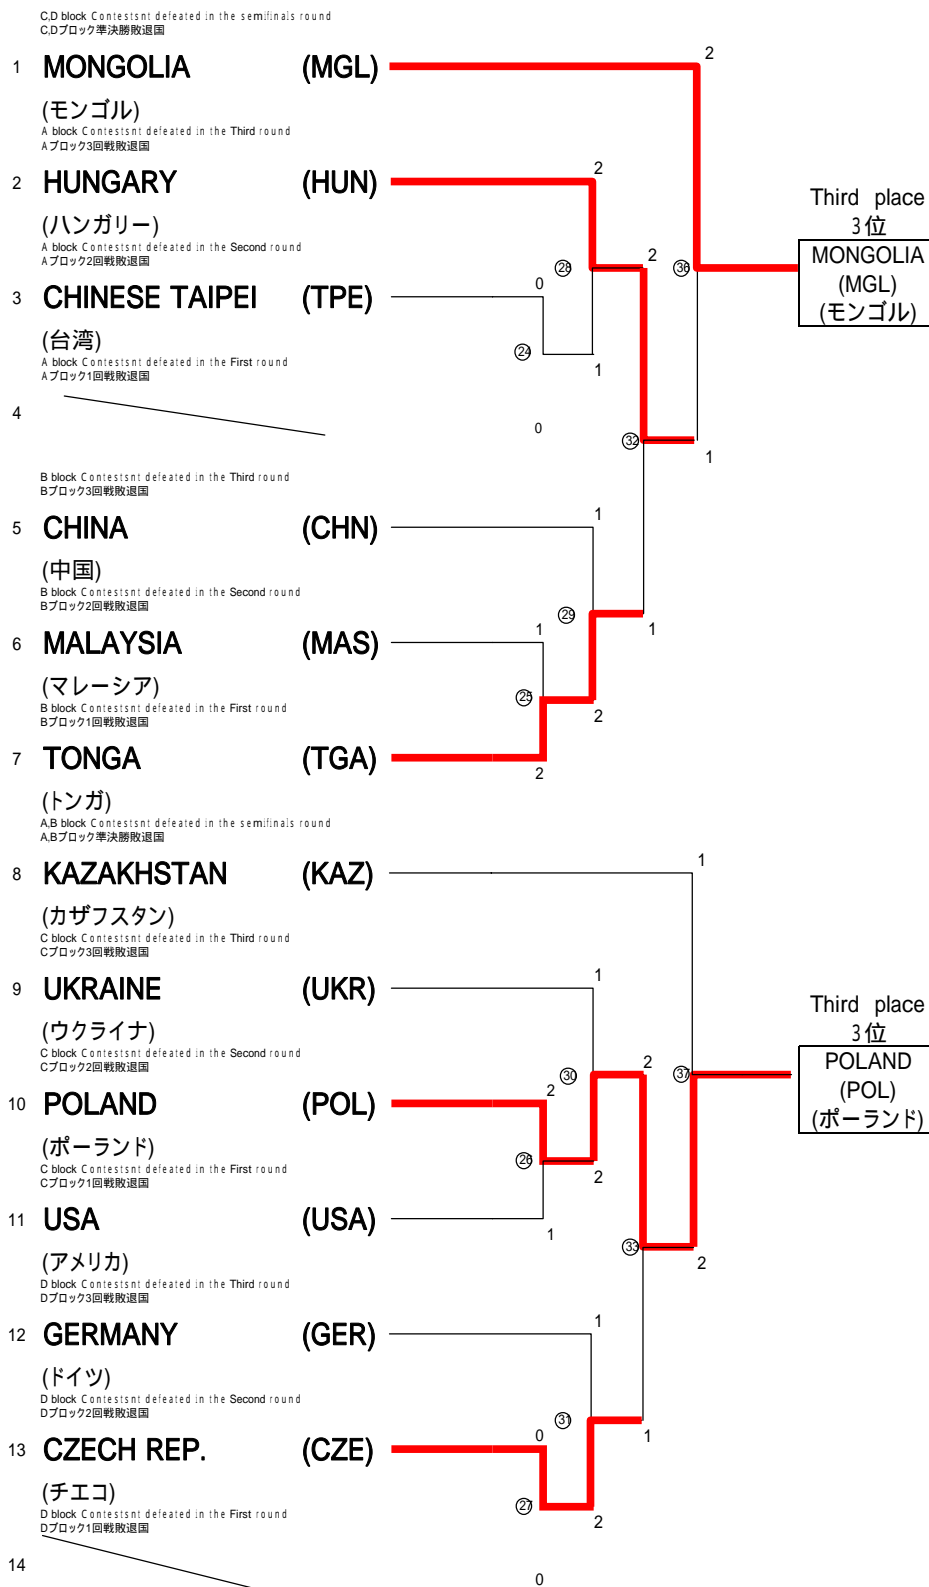 C,D block Contestsnt defeated in the semifinals round
C,Dブロック準決勝敗退国
2
1 MONGOLIA (MGL)
(モンゴル)
A block Contestsnt defeated in the Third round
Aブロック3回戦敗退国
2
2 HUNGARY (HUN)
Third place
3位
(ハンガリー)
A block Contestsnt defeated in the Second round
Aブロック2回戦敗退国
MONGOLIA
(MGL)
(モンゴル)
28 2 36
0
3 CHINESE TAIPEI (TPE)
(台湾)
24
A block Contestsnt defeated in the First round
Aブロック1回戦敗退国
1
4
0
32
1
B block Contestsnt defeated in the Third round
Bブロック3回戦敗退国
1
5 CHINA (CHN)
(中国)
B block Contestsnt defeated in the Second round
Bブロック2回戦敗退国
29
1 1
6 MALAYSIA (MAS)
(マレーシア)
25
B block Contestsnt defeated in the First round
Bブロック1回戦敗退国
2
7 TONGA (TGA)
2
(トンガ)
A,B block Contestsnt defeated in the semifinals round
A,Bブロック準決勝敗退国
1
8 KAZAKHSTAN (KAZ)
(カザフスタン)
C block Contestsnt defeated in the Third round
Cブロック3回戦敗退国
1
9 UKRAINE (UKR)
Third place
3位
(ウクライナ)
C block Contestsnt defeated in the Second round
Cブロック2回戦敗退国
POLAND
(POL)
(ポーランド)
30 2 37
2
10 POLAND (POL)
(ポーランド)
26
C block Contestsnt defeated in the First round
Cブロック1回戦敗退国
2
11 USA (USA)
1
33
(アメリカ)
2
D block Contestsnt defeated in the Third round
Dブロック3回戦敗退国
1
12 GERMANY (GER)
(ドイツ)
D block Contestsnt defeated in the Second round
Dブロック2回戦敗退国
31
0 1
13 CZECH REP. (CZE)
(チエコ)
27
D block Contestsnt defeated in the First round
Dブロック1回戦敗退国
2
14
0